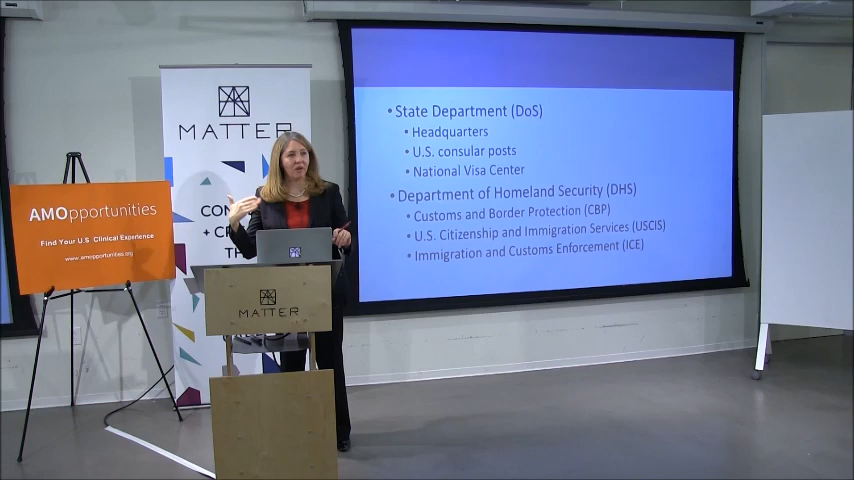 MATTER
AMOpportunities
Find Your U.S Clinical Experience
www.amopportunities.org
MATTER
• State Department (DoS)
• Headquarters
• U.S. consular posts
• National Visa Center
• Department of Homeland Security (DHS)
• Customs and Border Protection (CBP)
• U.S. Citizenship and Immigration Services (USCIS)
• Immigration and Customs Enforcement (ICE)